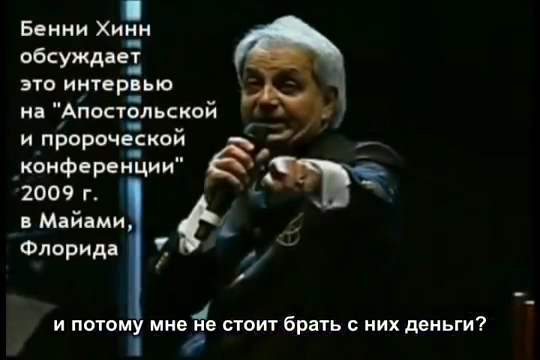 Бенни Хинн
обсуждает
это интервью
на "Апостольской
и пророческой
конференции"
2009 г.
в Майами,
Флорида
и потому мне не стоит брать с них деньги?